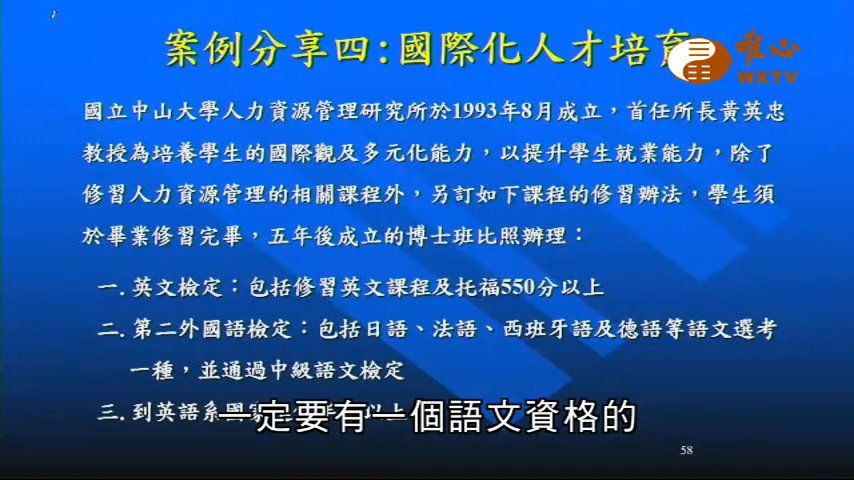 案例分享四:國際化人才培育
唯心
WXTV
國立中山大學人力資源管理研究所於1993年8月成立，首任所長黃英忠
教授為培養學生的國際觀及多元化能力，以提升學生就業能力，除了
修習人力資源管理的相關課程外，另訂如下課程的修習辦法，學生須
於畢業修習完畢，五年後成立的博士班比照辦理：
一. 英文檢定：包括修習英文課程及托福550分以上
二. 第二外國語檢定：包括日語、法語、西班牙語及德語等語文選考
一種，並通過中級語文檢定
三. 到英語系國家 以上
一定要有一個語文資格的
58